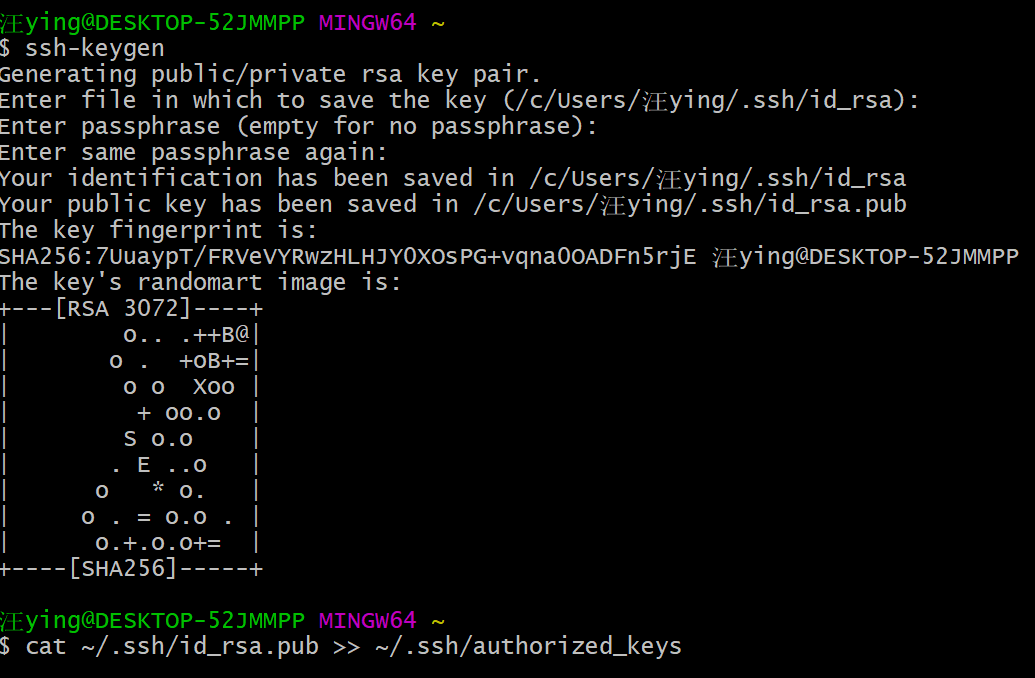 汪ying@DESKTOP-52JMMPP MINGW64 ~
$ ssh-keygen
Generating public/private rsa key pair.
Enter file in which to save the key (/c/Users/汪ying/.ssh/id_rsa):
Enter passphrase (empty for no passphrase):
Enter same passphrase again:
Your identification has been saved in /c/Users/汪ying/.ssh/id_rsa
Your public key has been saved in /c/Users/汪ying/.ssh/id_rsa.pub
The key fingerprint is:
SHA256:7UuaypT/FRVeVYRwzHLHJY0XOsPG+vqna0OADFn5rjE 汪ying@DESKTOP-52JMMPP
The key's randomart image is:
+---[RSA 3072]----+
|        o.. .++B@|
|       o .  +oB+=|
|        o o  Xoo |
|         + oo.o  |
|        S o.o    |
|       . E ..o   |
|      o   * o.   |
|     o . = o.o . |
|      o.+.o.o+=  |
+----[SHA256]-----+
汪ying@DESKTOP-52JMMPP MINGW64 ~
$ cat ~/.ssh/id_rsa.pub >> ~/.ssh/authorized_keys